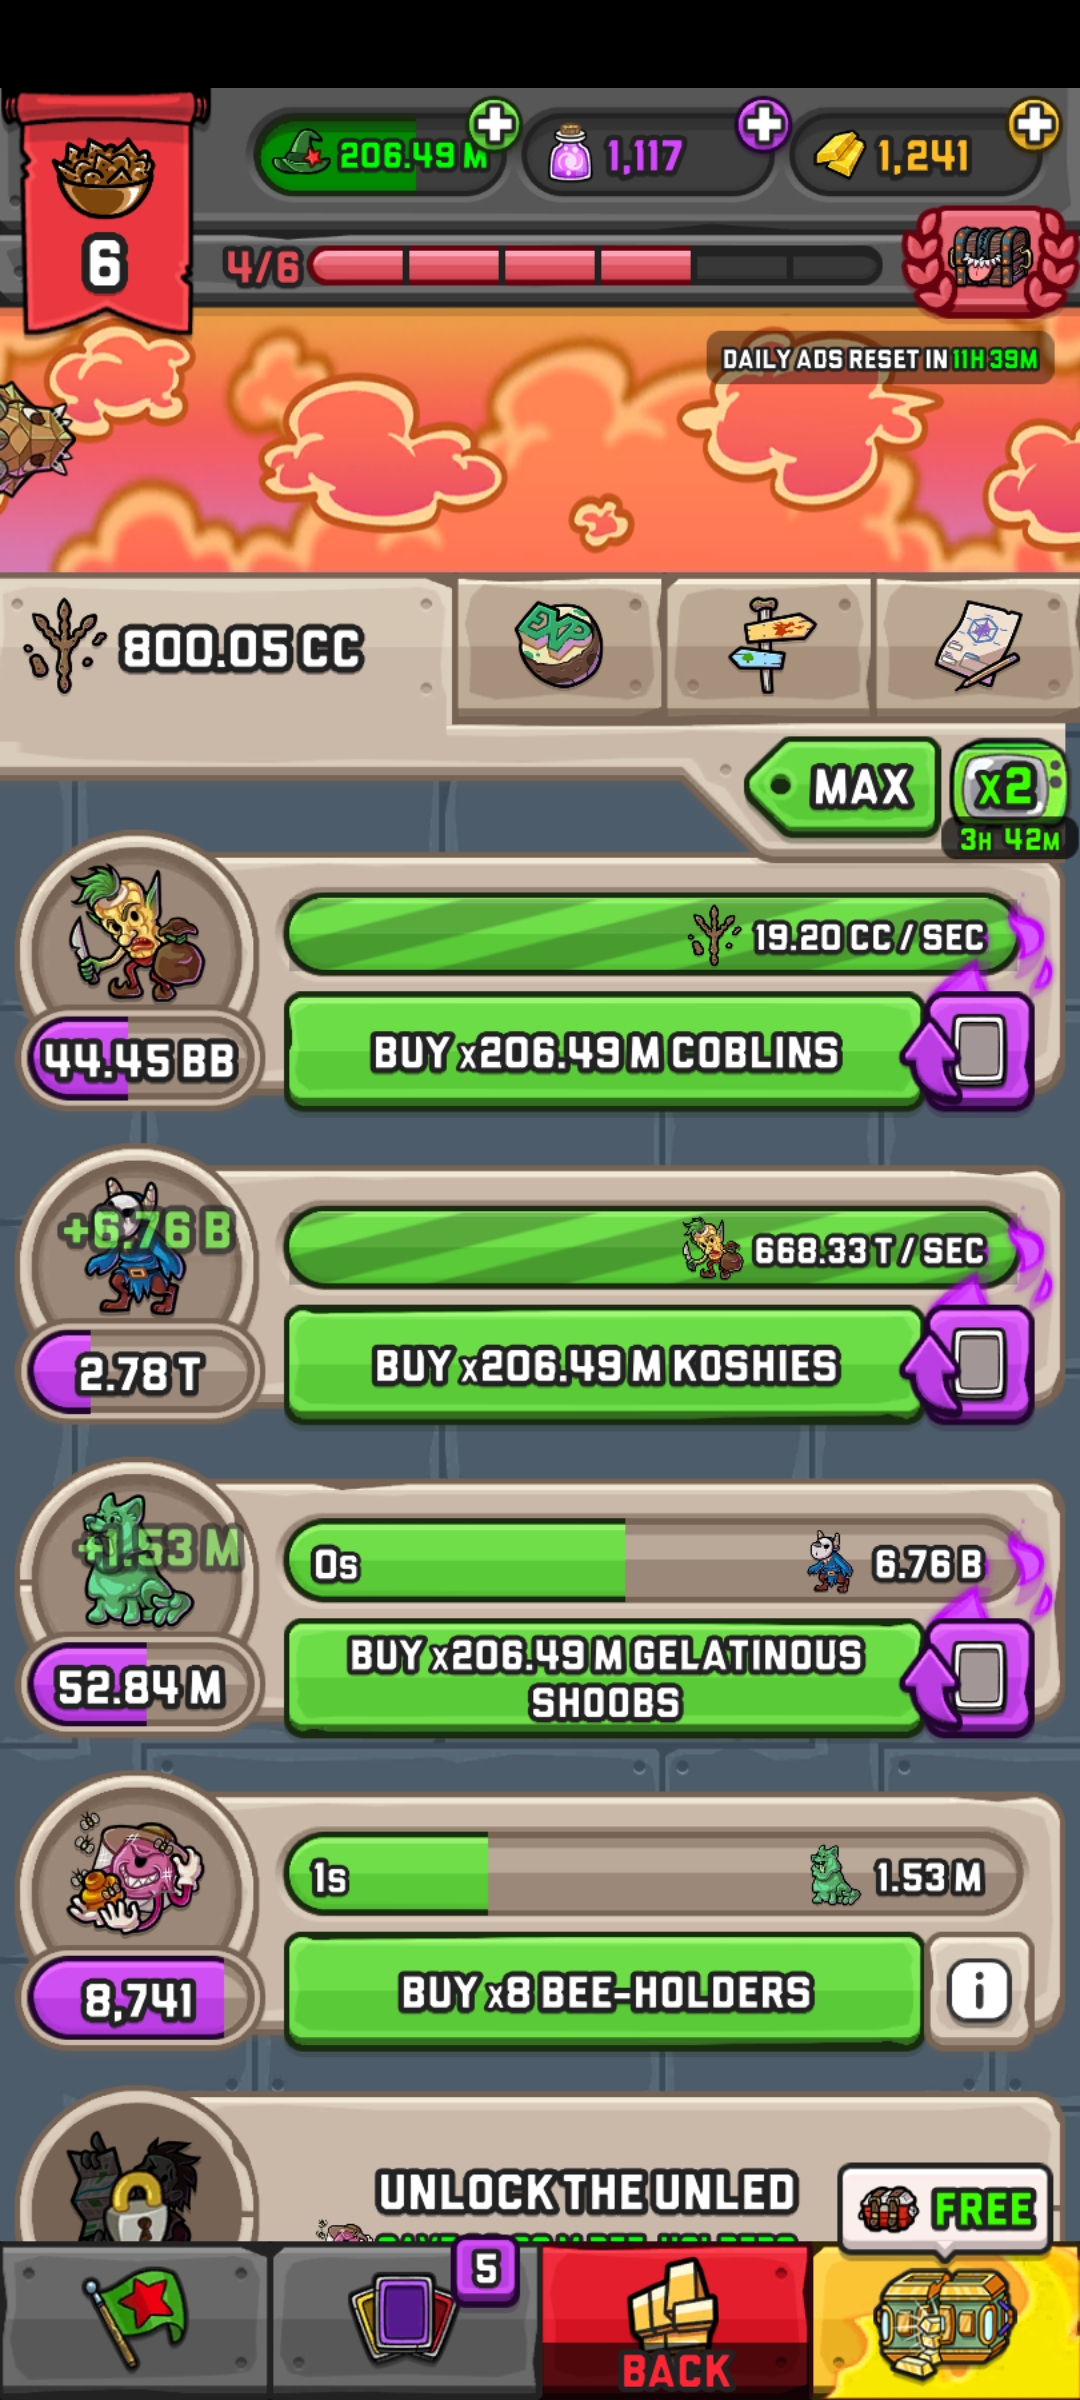 206.49 M
1,117
1,241
6
4/6
DAILY ADS RESET IN 11H 39M
800.05 CC
EXP
MAX
x2
3H 42M
19.20 CC / SEC
44.45 BB
BUY x206.49 M COBLINS
+6.76 B
668.33 T / SEC
2.78 T
BUY x206.49 M KOSHIES
+1.53 M
0s
6.76 B
52.84 M
BUY x206.49 M GELATINOUS
SHOOBS
1s
1.53 M
8,741
BUY x8 BEE-HOLDERS
i
UNLOCK THE UNLED
FREE
5
BACK